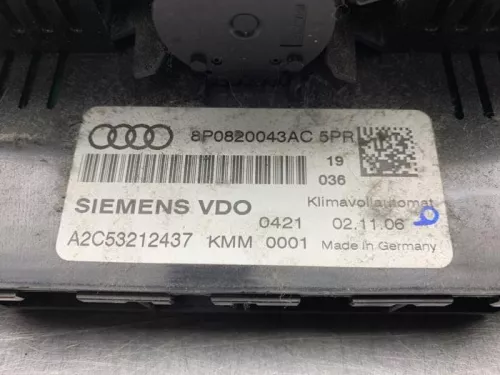 8P0820043AC 5PR
19
036
SIEMENS VDO
Klimavollautomat
0421
02.11.06
A2C53212437 KMM 0001
Made in Germany